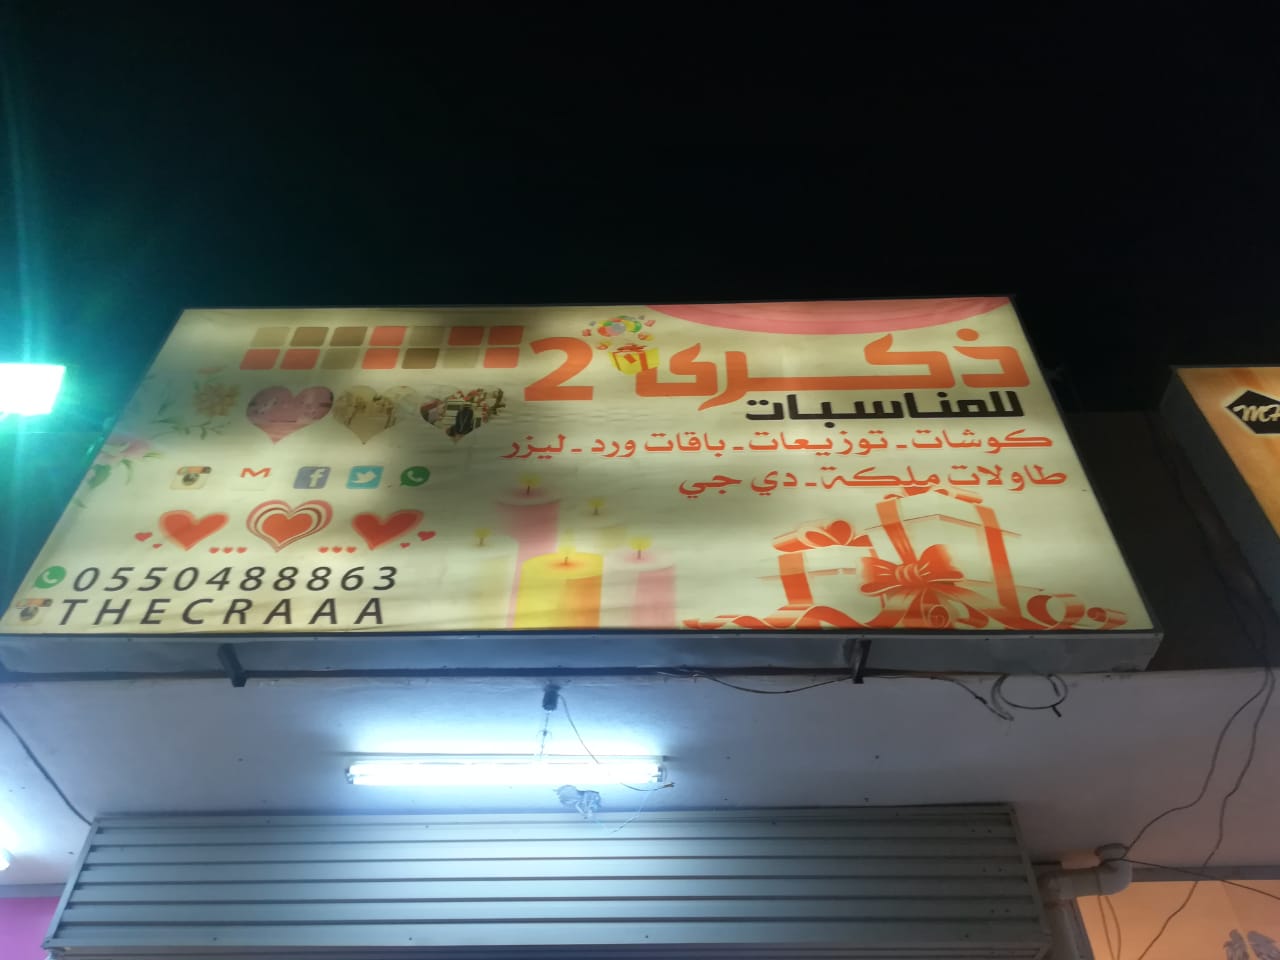 ذكرى 2
للمناسبات
كوشات - توزيعات - باقات ورد - ليزر
طاولات ملكة - دي جي
0550488863
THECRAAA